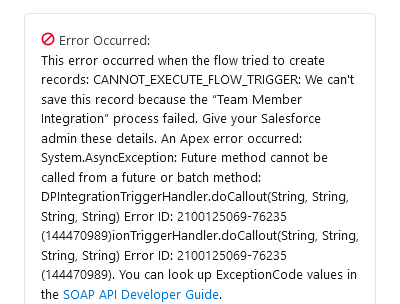 Error Occurred:
This error occurred when the flow tried to create
records: CANNOT_EXECUTE_FLOW_TRIGGER: We can't
save this record because the “Team Member
Integration” process failed. Give your Salesforce
admin these details. An Apex error occurred:
System.AsyncException: Future method cannot be
called from a future or batch method:
DPIntegrationTriggerHandler.doCallout(String, String,
String, String) Error ID: 2100125069-76235
(144470989)ionTriggerHandler.doCallout(String, String,
String, String) Error ID: 2100125069-76235
(144470989). You can look up ExceptionCode values in
the SOAP API Developer Guide.